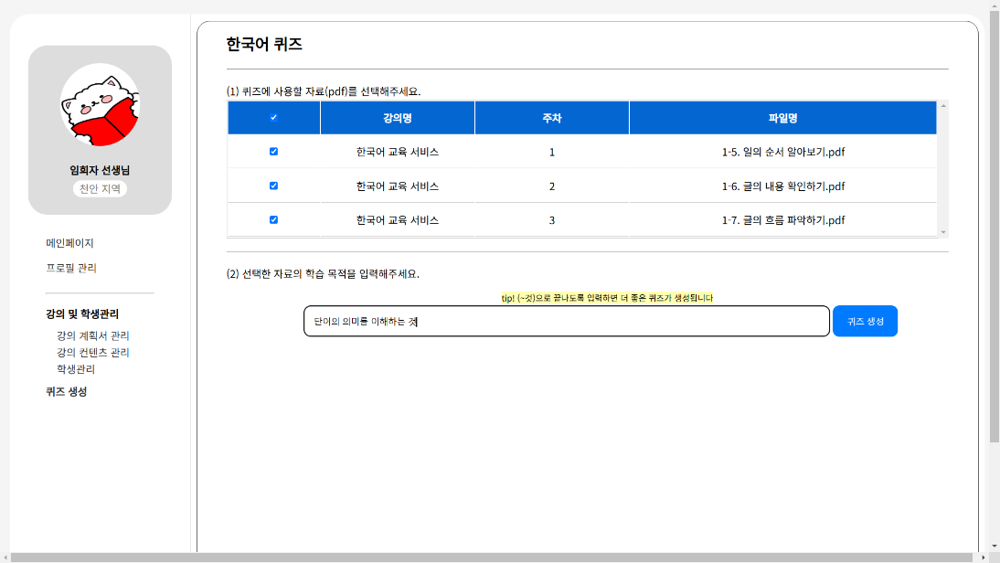 임희자 선생님
천안 지역
메인페이지
프로필 관리
강의 및 학생관리
강의 계획서 관리
강의 컨텐츠 관리
학생관리
퀴즈 생성
한국어 퀴즈
(1) 퀴즈에 사용할 자료(pdf)를 선택해주세요.
강의명 주차 파일명
한국어 교육 서비스 1 1-5. 일의 순서 알아보기.pdf
한국어 교육 서비스 2 1-6. 글의 내용 확인하기.pdf
한국어 교육 서비스 3 1-7. 글의 흐름 파악하기.pdf
(2) 선택한 자료의 학습 목적을 입력해주세요.
tip! (~것)으로 끝나도록 입력하면 더 좋은 퀴즈가 생성됩니다
단어의 의미를 이해하는 것 퀴즈 생성